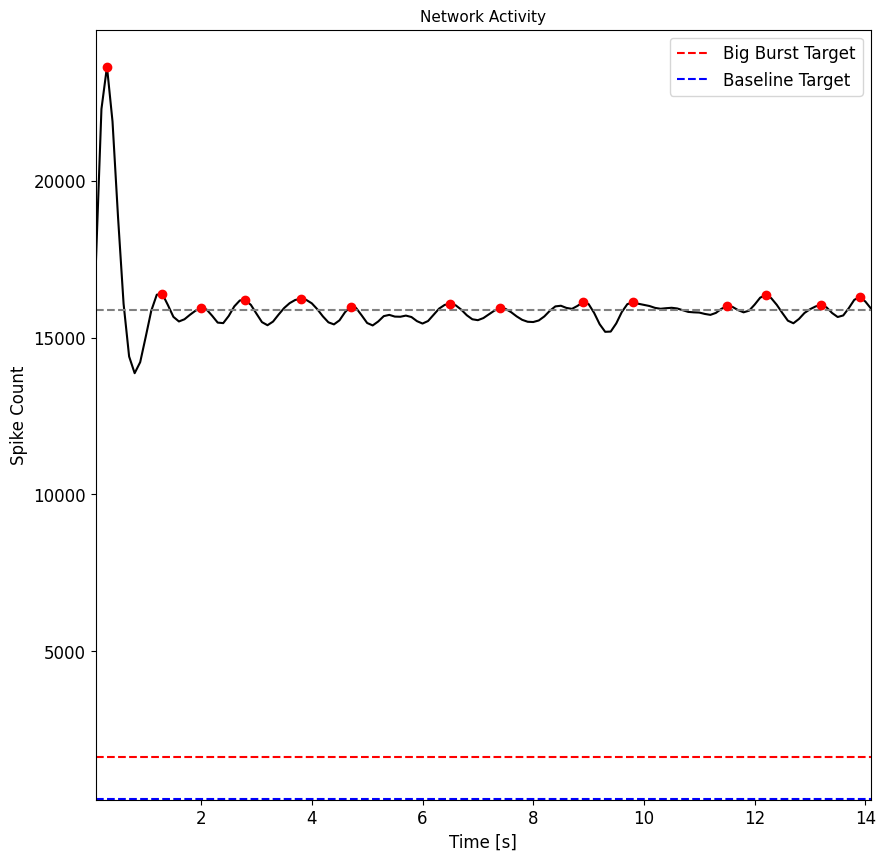 Network Activity
Big Burst Target
Baseline Target
Spike Count
20000
15000
10000
5000
2 4 6 8 10 12 14
Time [s]